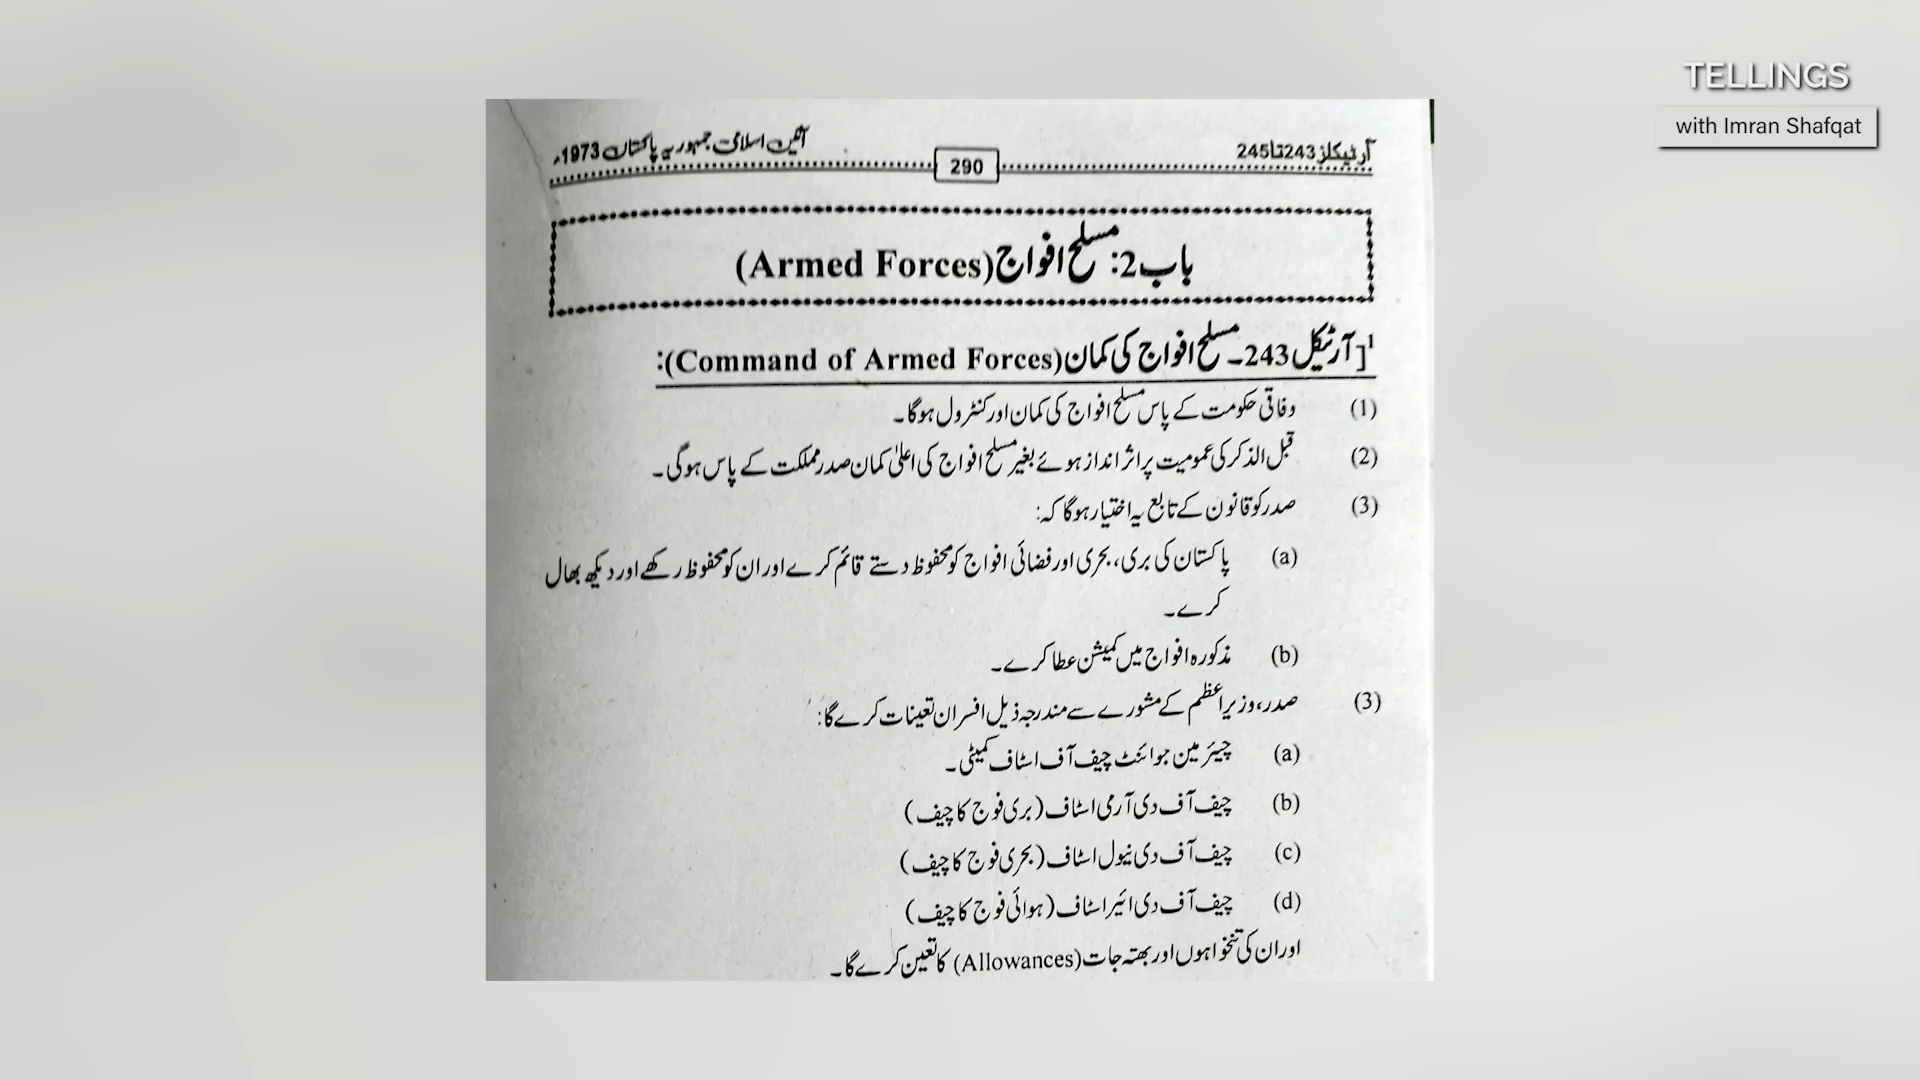 TELLINGS
with Imran Shafqat
آرٹیکلز 243 تا 245
290
آئین اسلامی جمہوریہ پاکستان 1973ء
باب 2: مسلح افواج (Armed Forces)
1[آرٹیکل 243۔ مسلح افواج کی کمان (Command of Armed Forces):
(1) وفاقی حکومت کے پاس مسلح افواج کی کمان اور کنٹرول ہوگا۔
(2) قبل الذکر کی عمومیت پر اثر انداز ہوئے بغیر مسلح افواج کی اعلیٰ کمان صدر مملکت کے پاس ہوگی۔
(3) صدر کو قانون کے تابع یہ اختیار ہوگا کہ:
(a) پاکستان کی بری، بحری اور فضائی افواج کو محفوظ دستے قائم کرے اور ان کو محفوظ رکھے اور دیکھ بھال
کرے۔
(b) مذکورہ افواج میں کمیشن عطا کرے۔
(3) صدر، وزیراعظم کے مشورے سے مندرجہ ذیل افسران تعینات کرے گا:
(a) چیئرمین جوائنٹ چیف آف اسٹاف کمیٹی۔
(b) چیف آف دی آرمی اسٹاف (بری فوج کا چیف)
(c) چیف آف دی نیول اسٹاف (بحری فوج کا چیف)
(d) چیف آف دی ائیر اسٹاف (ہوائی فوج کا چیف)
اور ان کی تنخواہوں اور بھتہ جات (Allowances) کا تعین کرے گا۔